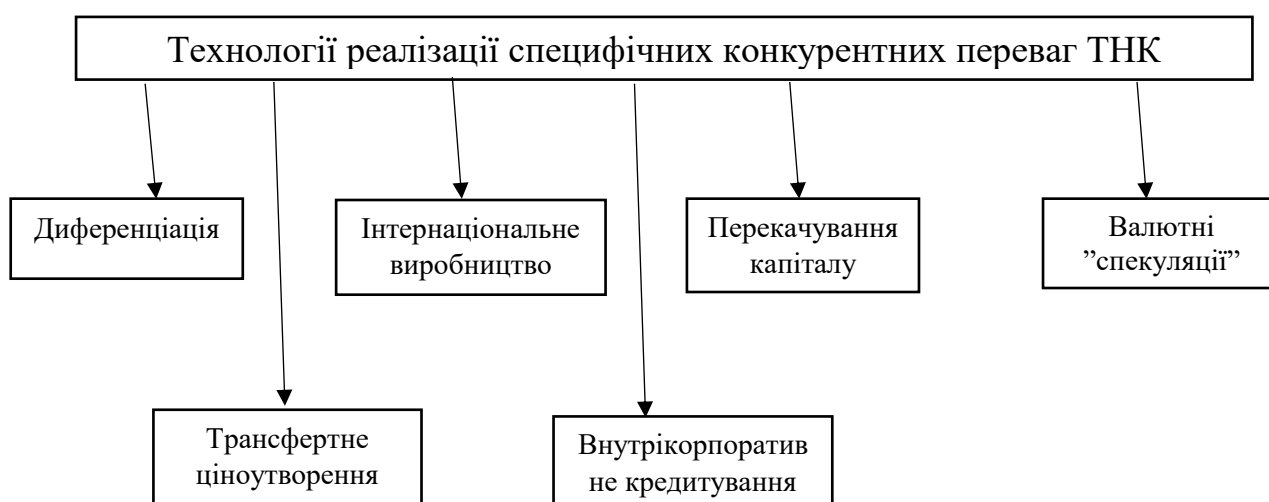 Технології реалізації специфічних конкурентних переваг ТНК
Диференціація
Інтернаціональне
виробництво
Перекачування
капіталу
Валютні
”спекуляції”
Трансфертне
ціноутворення
Внутрікорпоратив
не кредитування